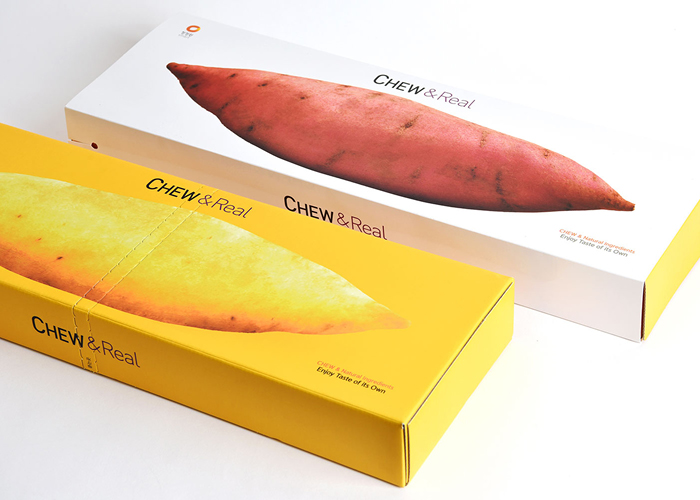 CHEW & Real
CHEW & Natural Ingredients
Enjoy Taste of its Own
CHEW & Real
CHEW & Real
CHEW & Natural Ingredients
Enjoy Taste of its Own
CHEW & Real